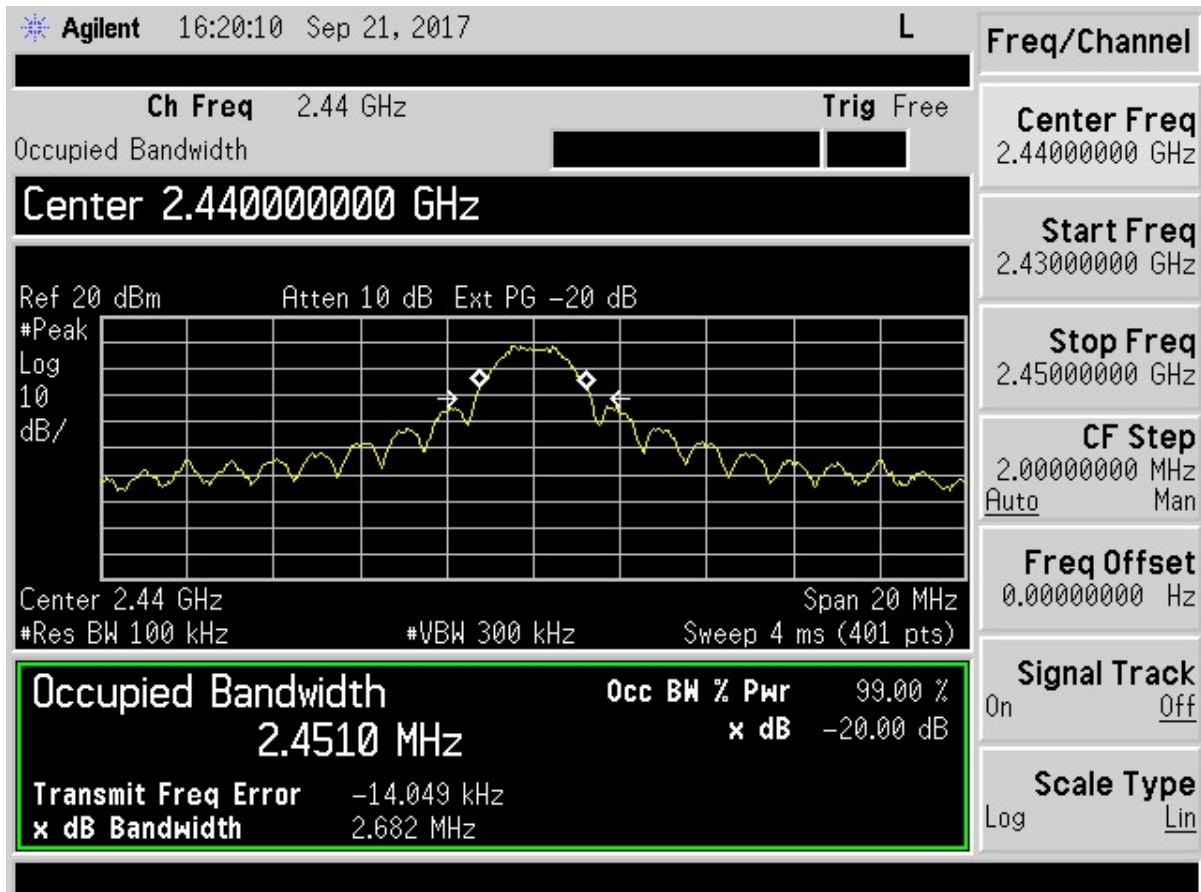 Agilent 16:20:10 Sep 21, 2017 L
Ch Freq 2.44 GHz Trig Free
Occupied Bandwidth
Center 2.440000000 GHz
Ref 20 dBm Atten 10 dB Ext PG -20 dB
#Peak
Log
10
dB/
Center 2.44 GHz Span 20 MHz
#Res BW 100 kHz #VBW 300 kHz Sweep 4 ms (401 pts)
Occupied Bandwidth Occ BW % Pwr 99.00 %
2.4510 MHz x dB -20.00 dB
Transmit Freq Error -14.049 kHz
x dB Bandwidth 2.682 MHz
Freq/Channel
Center Freq
2.44000000 GHz
Start Freq
2.43000000 GHz
Stop Freq
2.45000000 GHz
CF Step
2.00000000 MHz
Auto Man
Freq Offset
0.00000000 Hz
Signal Track
On Off
Scale Type
Log Lin